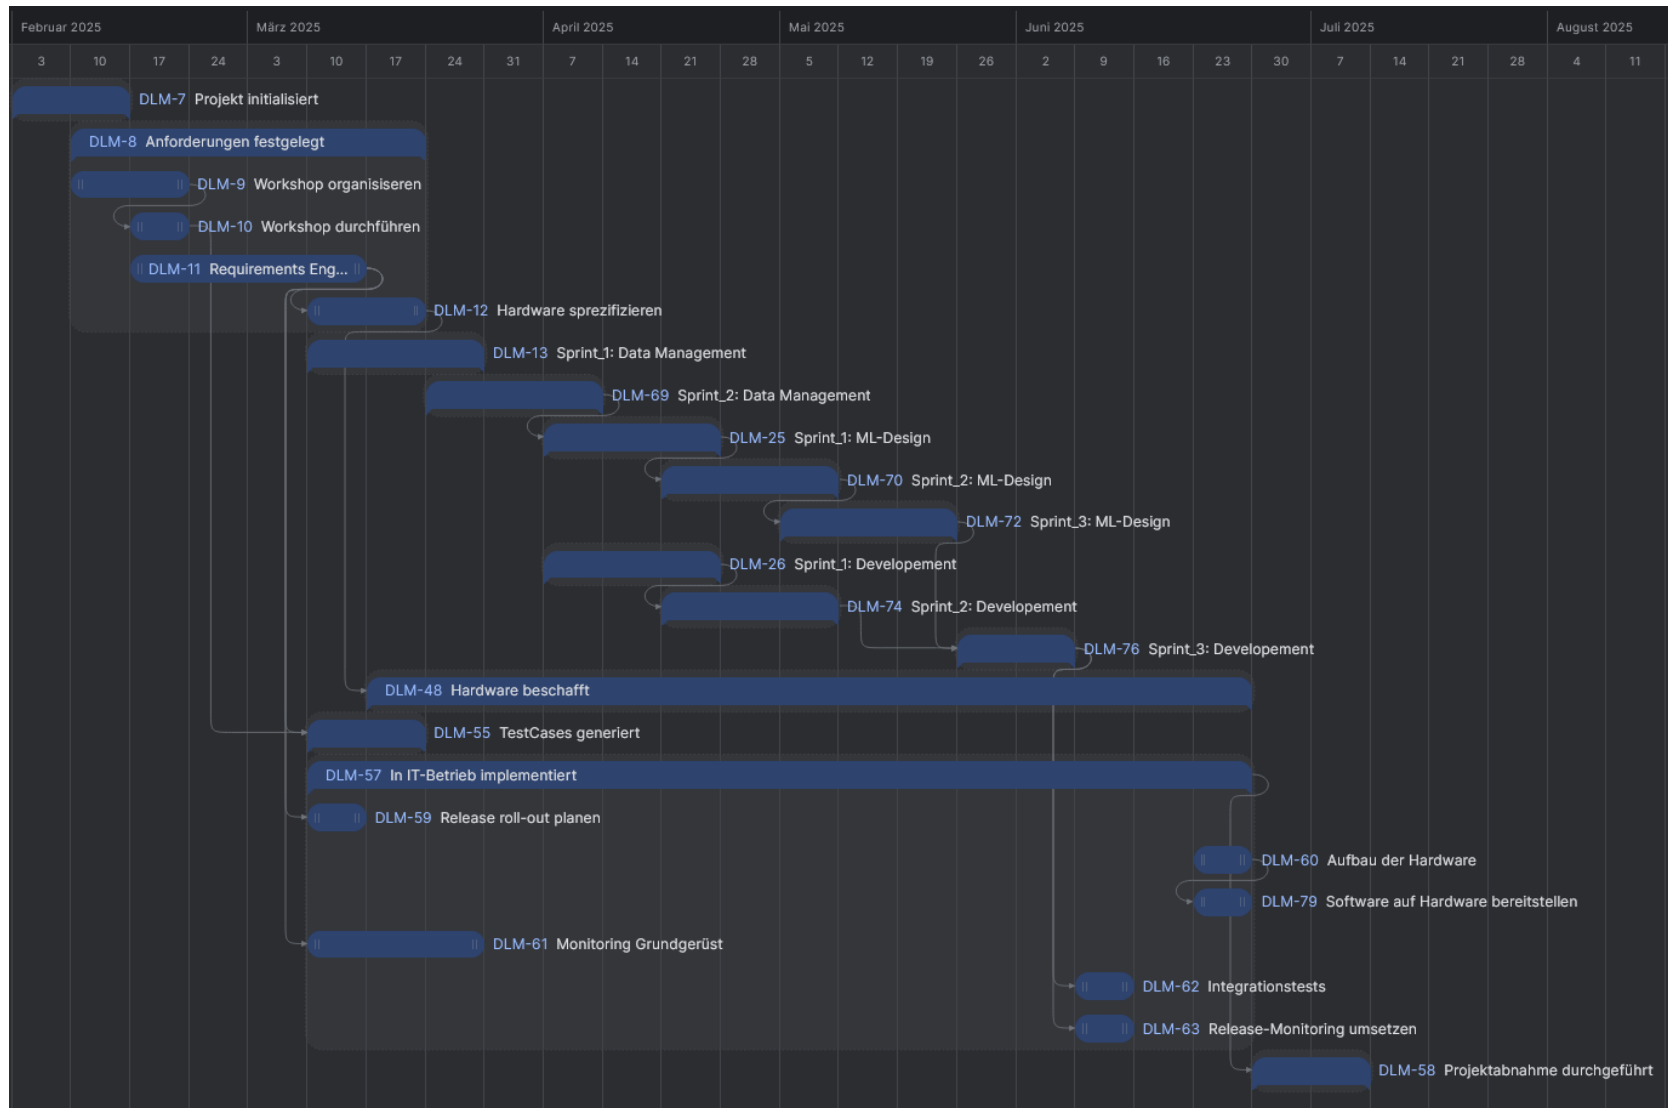 Februar 2025 März 2025 April 2025 Mai 2025 Juni 2025 Juli 2025 August 2025
3 10 17 24 3 10 17 24 31 7 14 21 28 5 12 19 26 2 9 16 23 30 7 14 21 28 4 11
DLM-7 Projekt initialisiert
DLM-8 Anforderungen festgelegt
DLM-9 Workshop organisiseren
DLM-10 Workshop durchführen
DLM-11 Requirements Eng...
DLM-12 Hardware sprezifizieren
DLM-13 Sprint_1: Data Management
DLM-69 Sprint_2: Data Management
DLM-25 Sprint_1: ML-Design
DLM-70 Sprint_2: ML-Design
DLM-72 Sprint_3: ML-Design
DLM-26 Sprint_1: Developement
DLM-74 Sprint_2: Developement
DLM-76 Sprint_3: Developement
DLM-48 Hardware beschafft
DLM-55 TestCases generiert
DLM-57 In IT-Betrieb implementiert
DLM-59 Release roll-out planen
DLM-60 Aufbau der Hardware
DLM-79 Software auf Hardware bereitstellen
DLM-61 Monitoring Grundgerüst
DLM-62 Integrationstests
DLM-63 Release-Monitoring umsetzen
DLM-58 Projektabnahme durchgeführt